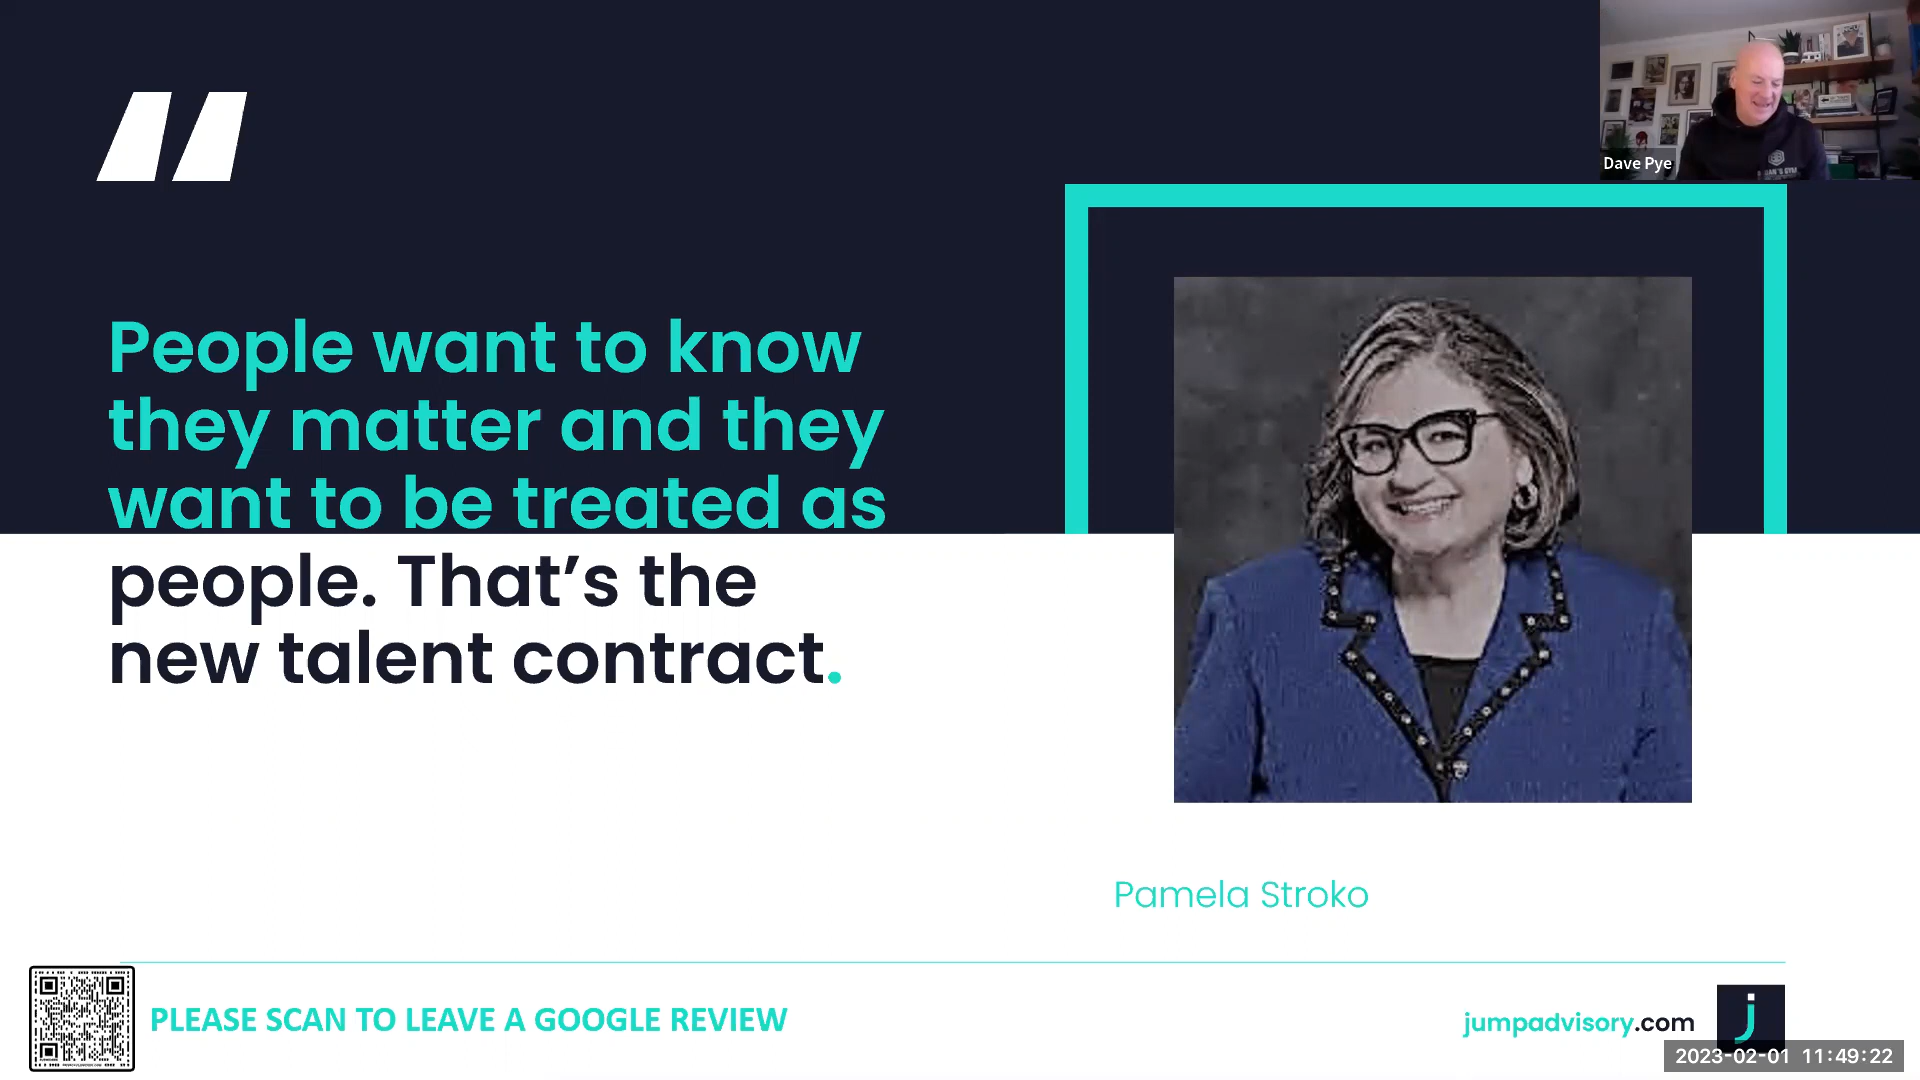 Dave Pye
People want to know
they matter and they
want to be treated as
people. That’s the
new talent contract.
Pamela Stroko
PLEASE SCAN TO LEAVE A GOOGLE REVIEW
jumpadvisory.com
j
2023-02-01 11:49:22